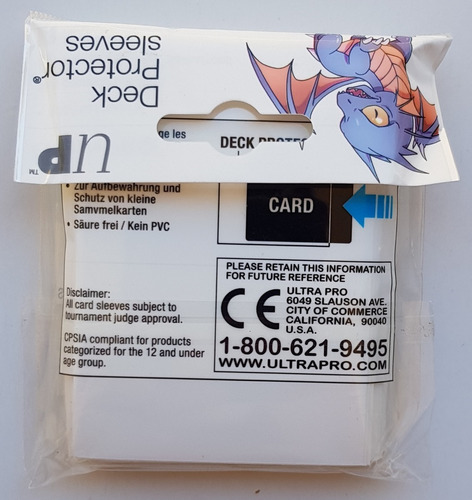 Deck
Protector®
sleeves
UP™
ge les
DECK PROTE
• Zur Aufbewahrung und
Schutz von kleine
Samvmelkarten
• Säure frei / Kein PVC
CARD
Disclaimer:
All card sleeves subject to
tournament judge approval.
CPSIA compliant for products
categorized for the 12 and under
age group.
PLEASE RETAIN THIS INFORMATION
FOR FUTURE REFERENCE
CE
ULTRA PRO
6049 SLAUSON AVE.
CITY OF COMMERCE
CALIFORNIA, 90040
U.S.A.
1-800-621-9495
WWW.ULTRAPRO.COM